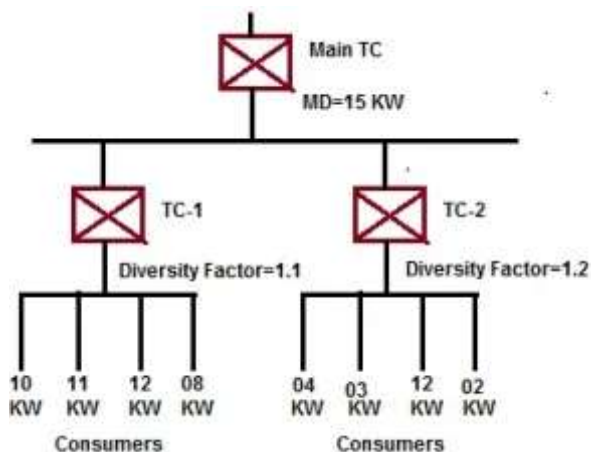 Main TC
MD=15 KW
TC-1
TC-2
Diversity Factor=1.1
Diversity Factor=1.2
10 11 12 08
KW KW KW KW
04 03 12 02
KW KW KW KW
Consumers
Consumers